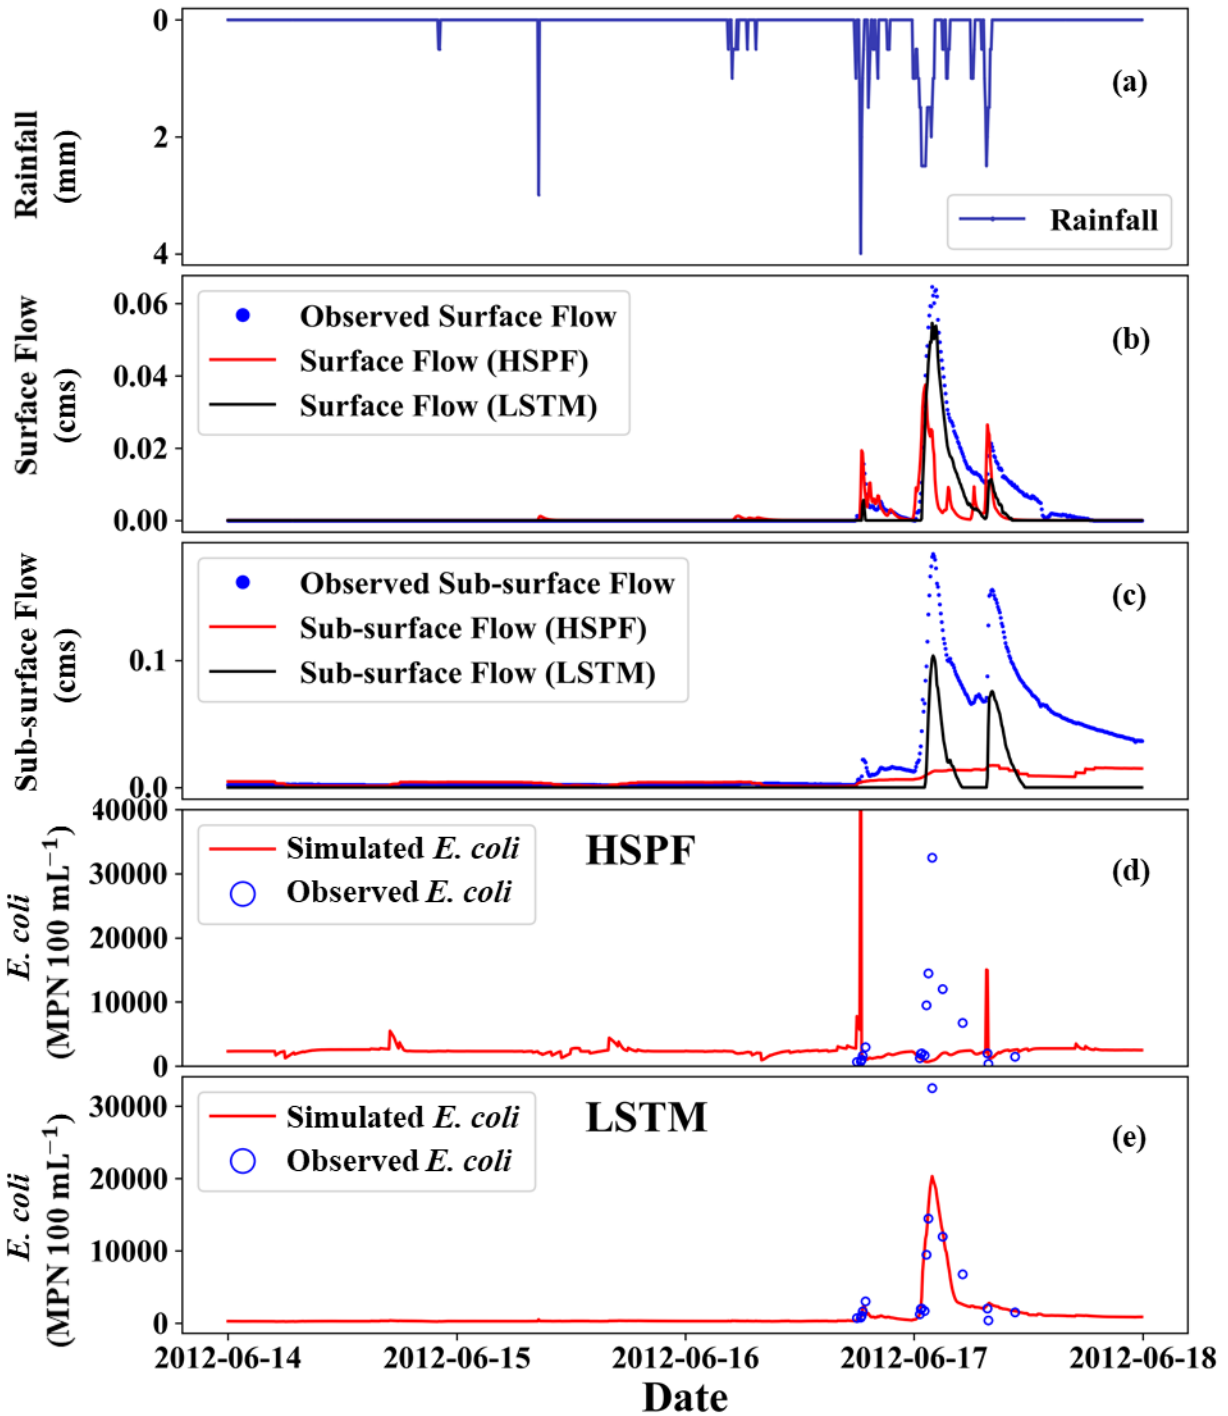 0
2
4
Rainfall
(mm)
(a)
Rainfall
0.06
0.04
0.02
0.00
Surface Flow
(cms)
Observed Surface Flow
Surface Flow (HSPF)
Surface Flow (LSTM)
(b)
0.1
0.0
Sub-surface Flow
(cms)
Observed Sub-surface Flow
Sub-surface Flow (HSPF)
Sub-surface Flow (LSTM)
(c)
40000
30000
20000
10000
0
E. coli
(MPN 100 mL⁻¹)
Simulated E. coli
Observed E. coli
HSPF
(d)
30000
20000
10000
0
E. coli
(MPN 100 mL⁻¹)
Simulated E. coli
Observed E. coli
LSTM
(e)
2012-06-14 2012-06-15 2012-06-16 2012-06-17 2012-06-18
Date